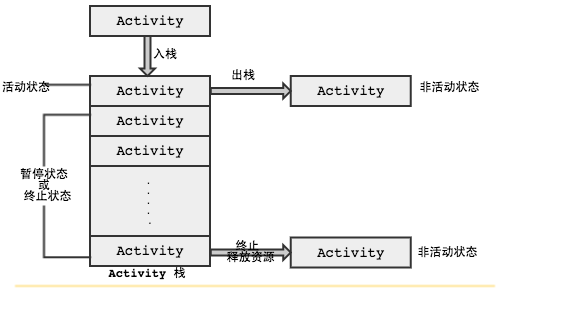 Activity
入栈
出栈
活动状态
Activity
Activity
非活动状态
Activity
Activity
暂停状态
或
终止状态
终止
释放资源
Activity
Activity
非活动状态
Activity 栈